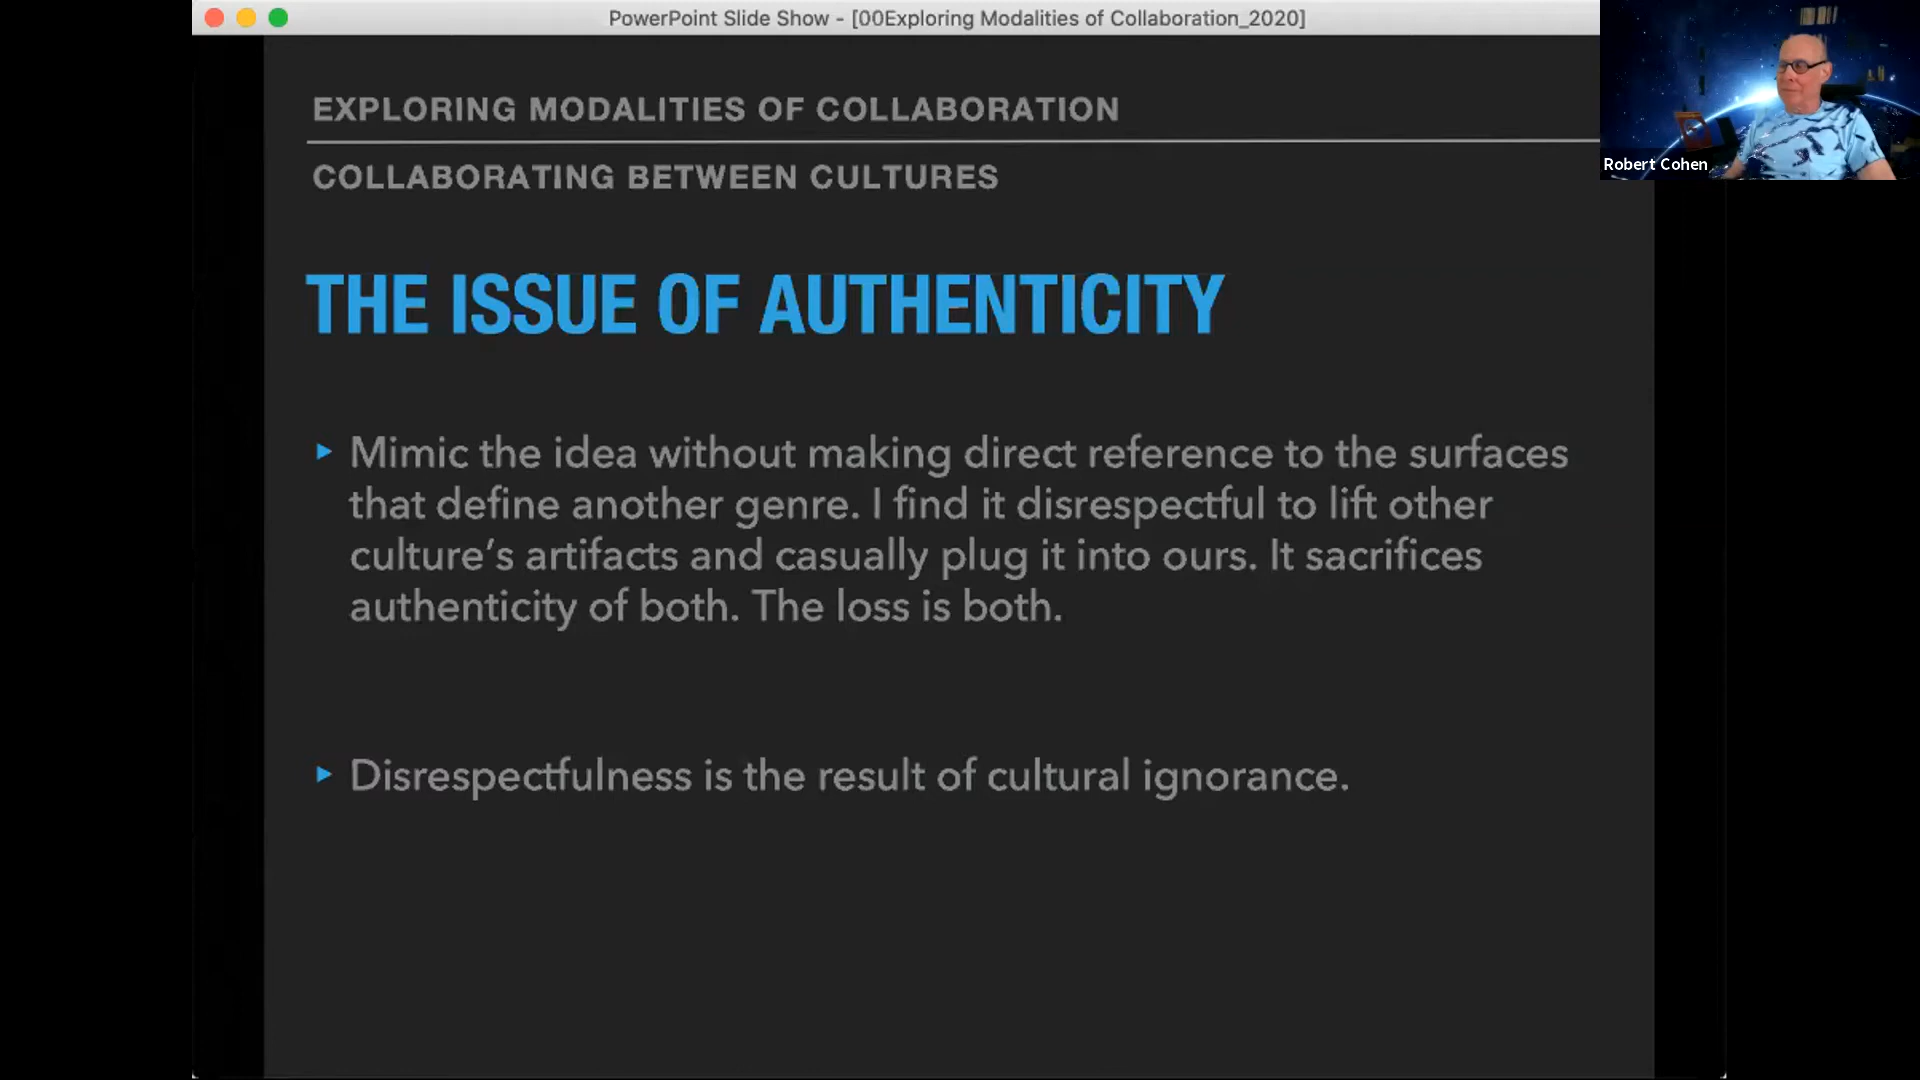 PowerPoint Slide Show - [00Exploring Modalities of Collaboration_2020]
Robert Cohen
EXPLORING MODALITIES OF COLLABORATION
COLLABORATING BETWEEN CULTURES
THE ISSUE OF AUTHENTICITY
▸ Mimic the idea without making direct reference to the surfaces
that define another genre. I find it disrespectful to lift other
culture’s artifacts and casually plug it into ours. It sacrifices
authenticity of both. The loss is both.
▸ Disrespectfulness is the result of cultural ignorance.